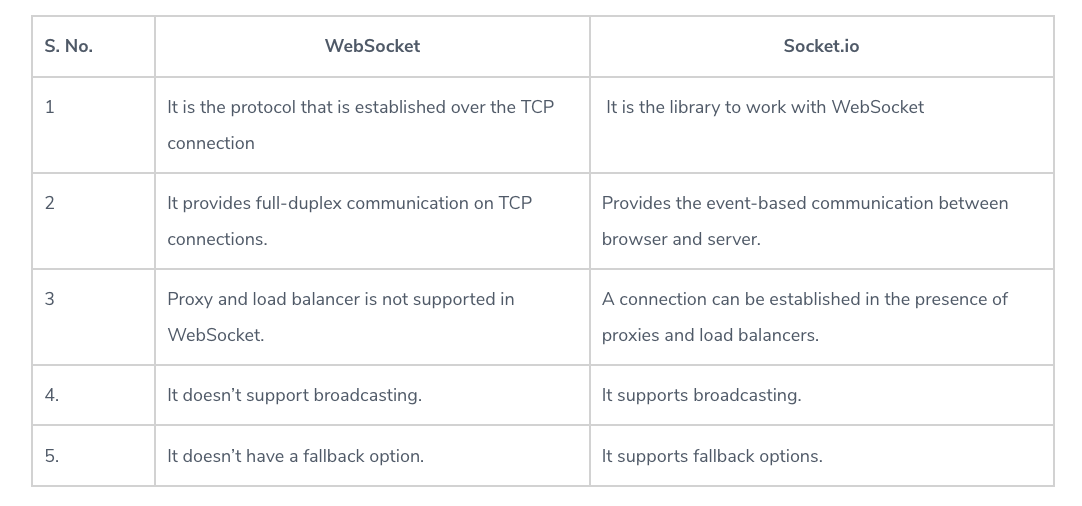 S. No.
WebSocket
Socket.io
1
It is the protocol that is established over the TCP
connection
It is the library to work with WebSocket
2
It provides full-duplex communication on TCP
connections.
Provides the event-based communication between
browser and server.
3
Proxy and load balancer is not supported in
WebSocket.
A connection can be established in the presence of
proxies and load balancers.
4.
It doesn’t support broadcasting.
It supports broadcasting.
5.
It doesn’t have a fallback option.
It supports fallback options.